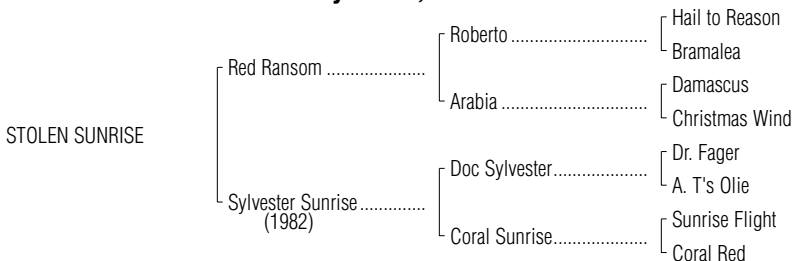 Hail to Reason
Roberto ............................
Bramalea
Red Ransom .....................
Damascus
Arabia ..............................
Christmas Wind
STOLEN SUNRISE
Dr. Fager
Doc Sylvester...................
A. T's Olie
Sylvester Sunrise..............
(1982)
Sunrise Flight
Coral Sunrise...................
Coral Red